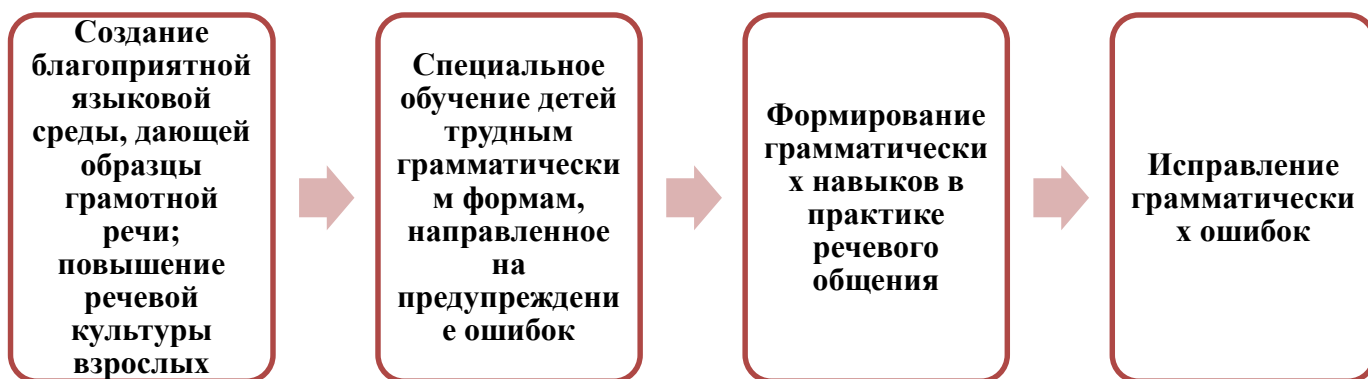 Создание
благоприятной
языковой
среды, дающей
образцы
грамотной
речи;
повышение
речевой
культуры
взрослых
Специальное
обучение детей
трудным
грамматически
м формам,
направленное
на
предупреждени
е ошибок
Формирование
грамматически
х навыков в
практике
речевого
общения
Исправление
грамматически
х ошибок